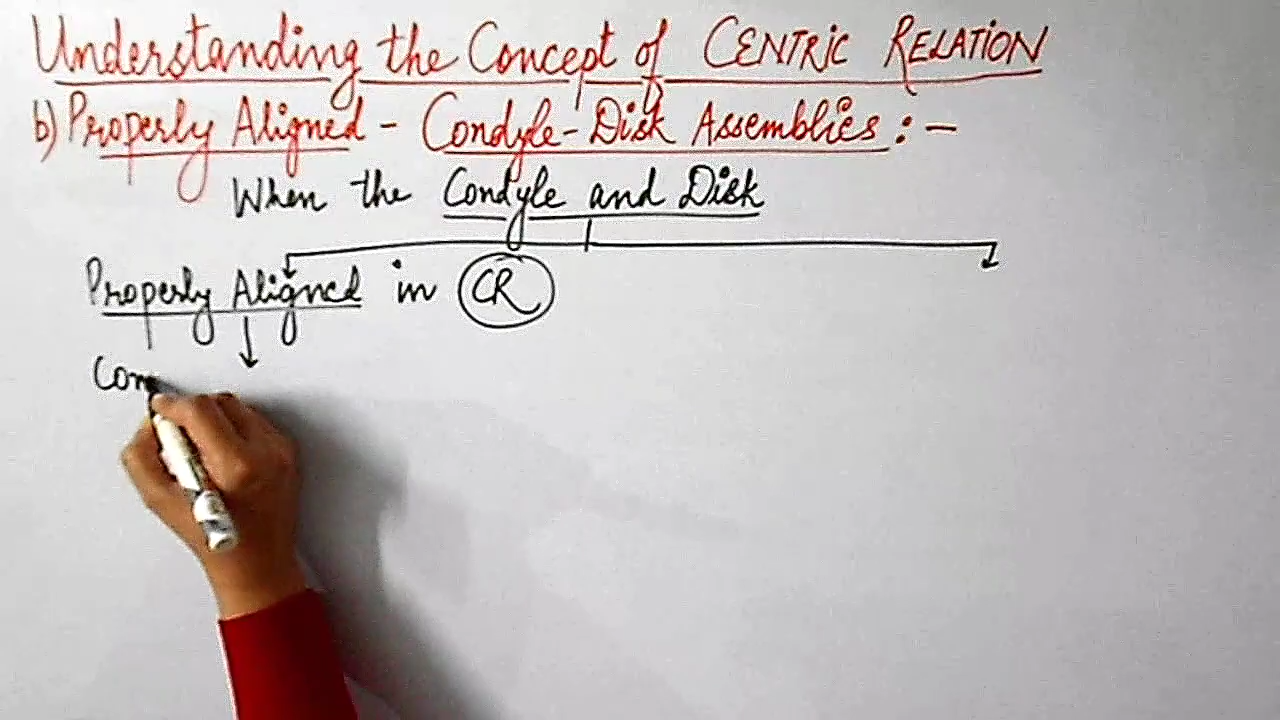 Understanding the Concept of CENTRIC RELATION
b) Properly Aligned - Condyle-Disk Assemblies :-
When the Condyle and Disk
Properly Aligned in CR
Con